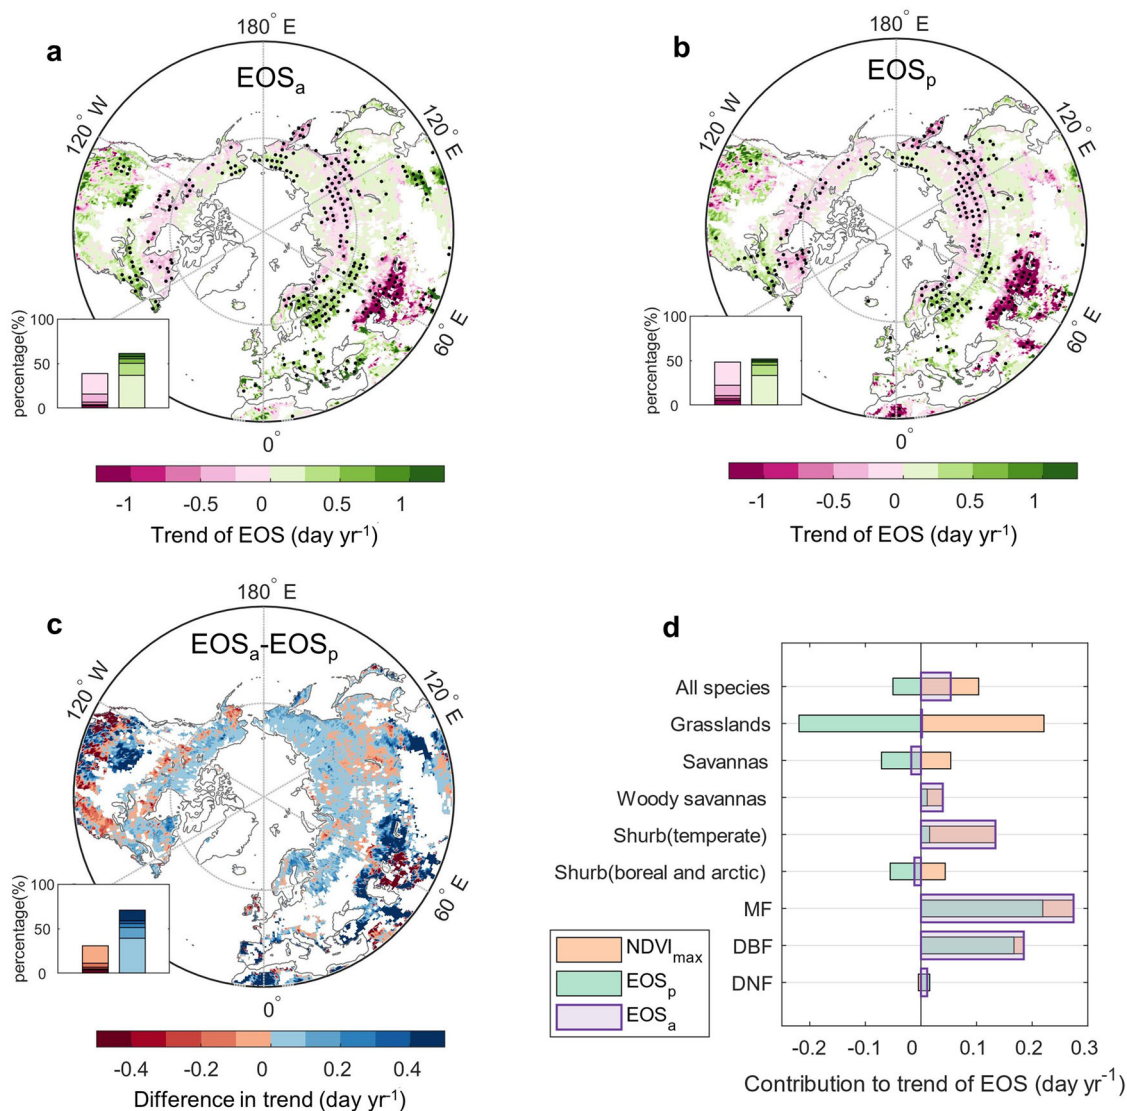 a
180° E
EOSa
120° W
120° E
60° E
0°
percentage(%)
100
50
0
-1 -0.5 0 0.5 1
Trend of EOS (day yr-1)
b
180° E
EOSp
120° W
120° E
60° E
0°
percentage(%)
100
50
0
-1 -0.5 0 0.5 1
Trend of EOS (day yr-1)
c
180° E
EOSa-EOSp
120° W
120° E
60° E
0°
percentage(%)
100
50
0
-0.4 -0.2 0 0.2 0.4
Difference in trend (day yr-1)
d
All species
Grasslands
Savannas
Woody savannas
Shurb(temperate)
Shurb(boreal and arctic)
MF
DBF
DNF
NDVImax
EOSp
EOSa
-0.2 -0.1 0 0.1 0.2 0.3
Contribution to trend of EOS (day yr-1)